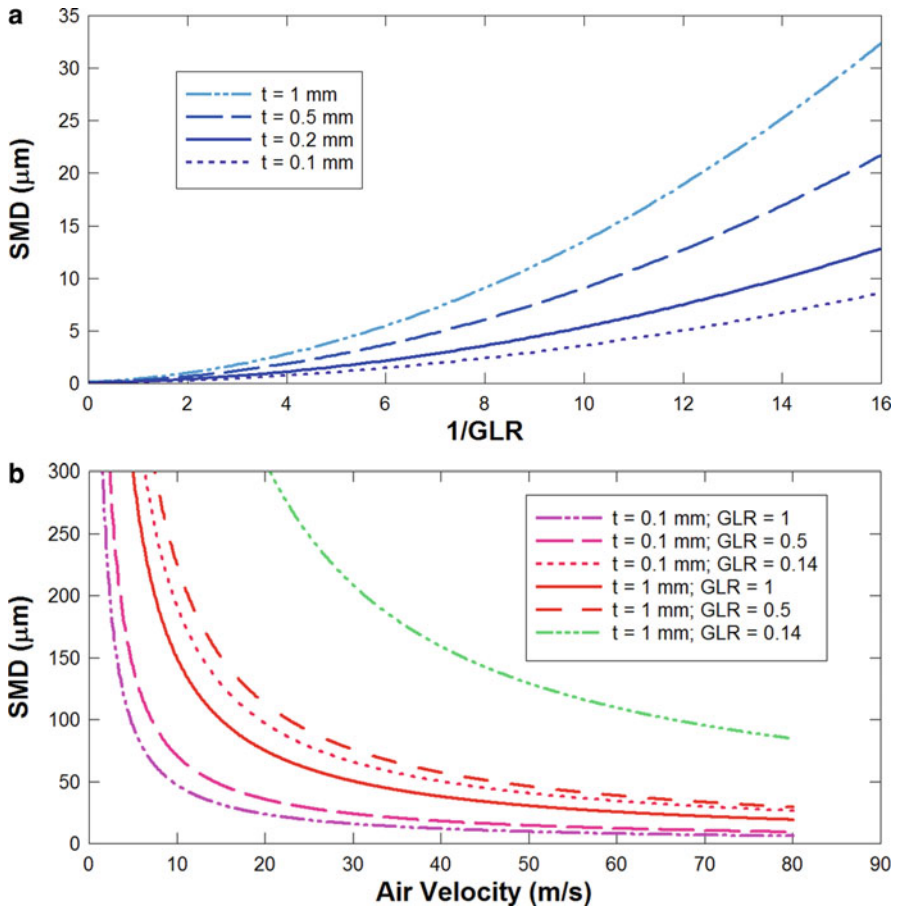 a
35
30
25
20
15
10
5
0
SMD (μm)
t = 1 mm
t = 0.5 mm
t = 0.2 mm
t = 0.1 mm
0 2 4 6 8 10 12 14 16
1/GLR
b
300
250
200
150
100
50
0
SMD (μm)
t = 0.1 mm; GLR = 1
t = 0.1 mm; GLR = 0.5
t = 0.1 mm; GLR = 0.14
t = 1 mm; GLR = 1
t = 1 mm; GLR = 0.5
t = 1 mm; GLR = 0.14
0 10 20 30 40 50 60 70 80 90
Air Velocity (m/s)